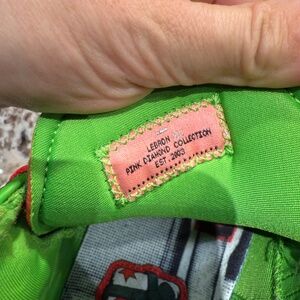 LEBRON
PINK DIAMOND COLLECTION
EST. 2003